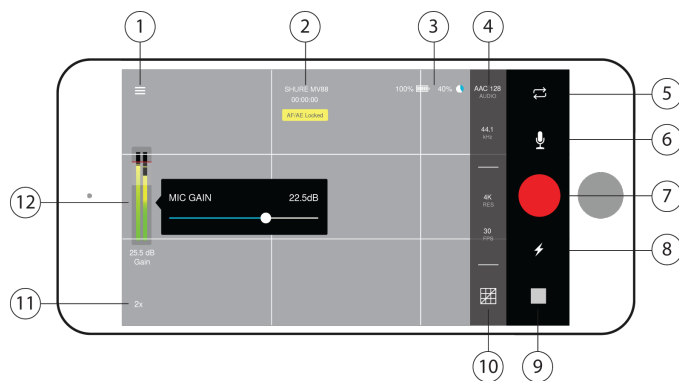 1
2
3
4
5
6
7
8
9
10
11
12
SHURE MV88
00:00:00
AF/AE Locked
100%
40%
AAC 128
AUDIO
44.1
kHz
4K
RES
30
FPS
MIC GAIN 22.5dB
25.5 dB
Gain
2x